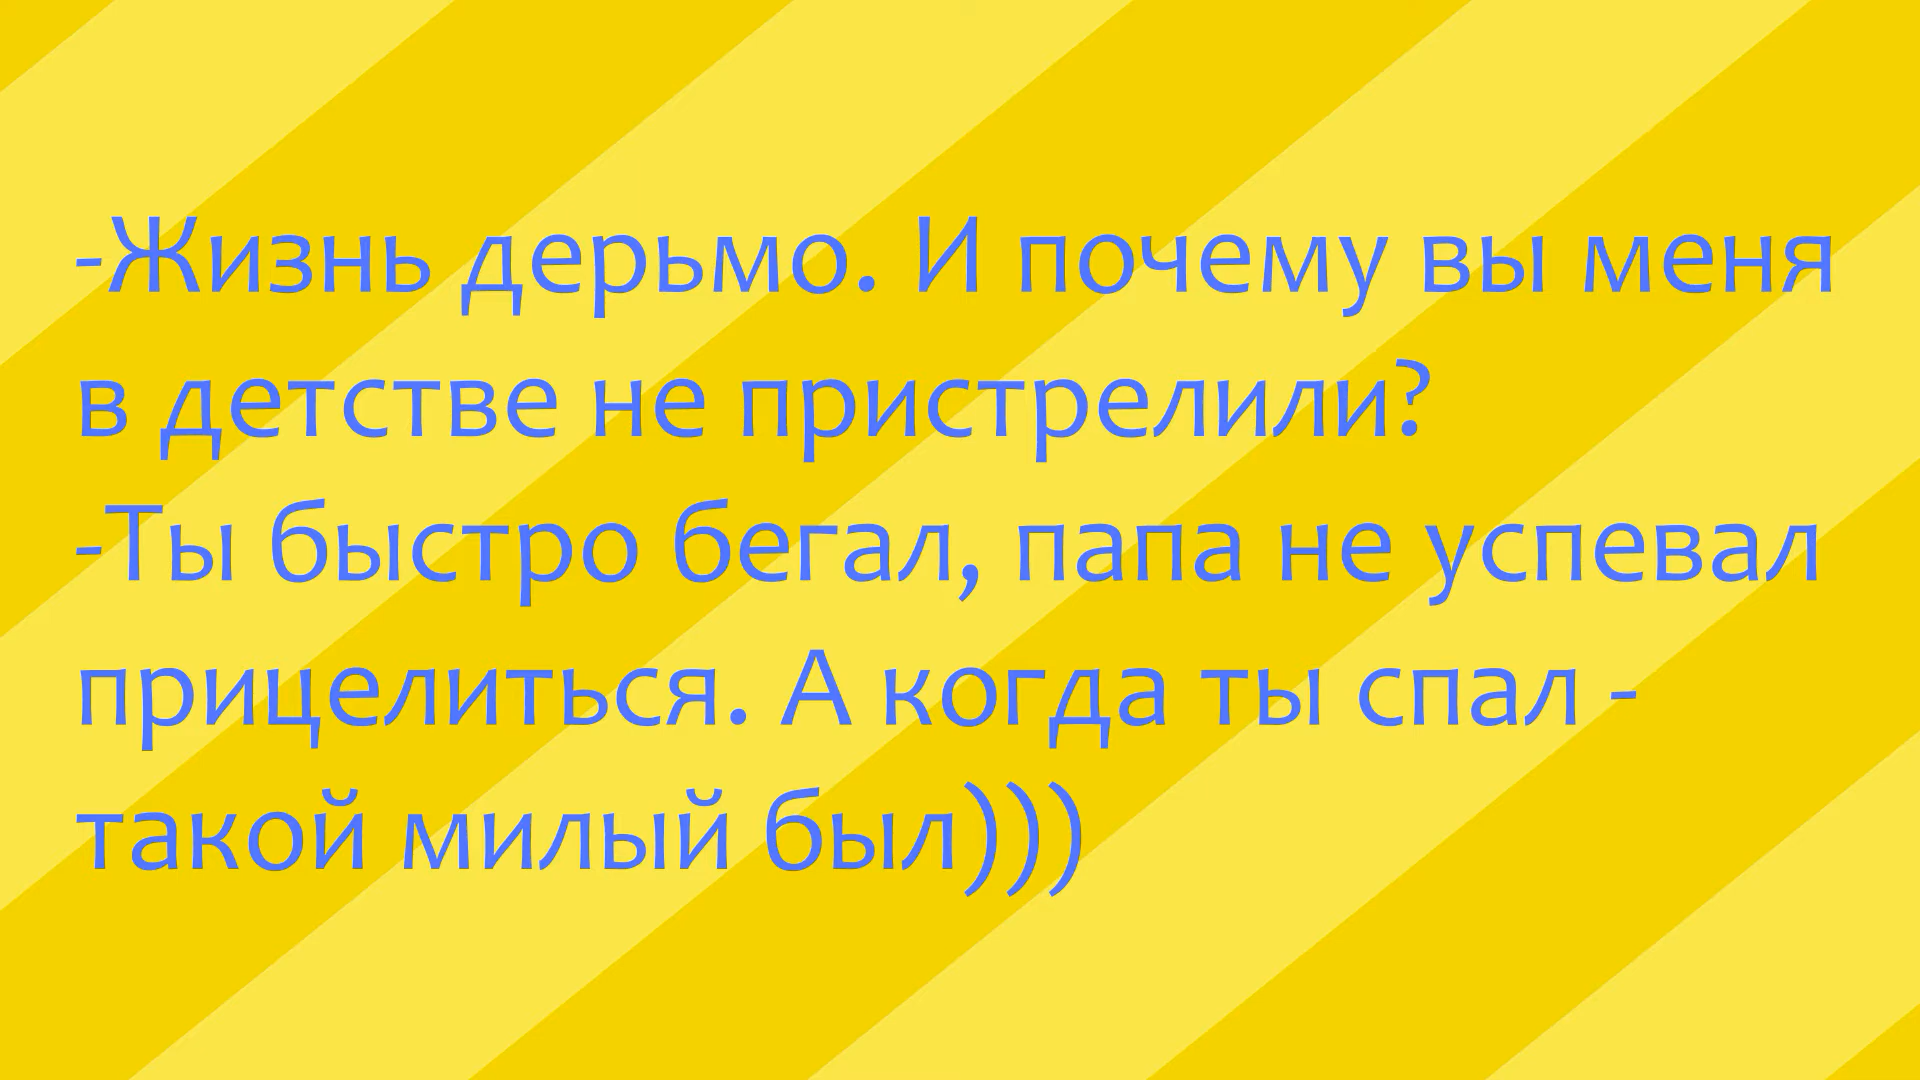 -Жизнь дерьмо. И почему вы меня
в детстве не пристрелили?
-Ты быстро бегал, папа не успевал
прицелиться. А когда ты спал -
такой милый был)))